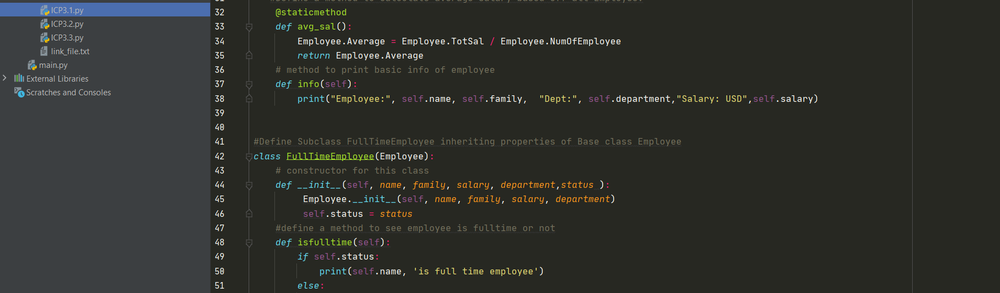 ICP3.1.py
ICP3.2.py
ICP3.3.py
link_file.txt
main.py
External Libraries
Scratches and Consoles
32 @staticmethod
33 def avg_sal():
34 Employee.Average = Employee.TotSal / Employee.NumOfEmployee
35 return Employee.Average
36 # method to print basic info of employee
37 def info(self):
38 print("Employee:", self.name, self.family,  "Dept:", self.department,"Salary: USD",self.salary)
39
40
41 #Define Subclass FullTimeEmployee inheriting properties of Base class Employee
42 class FullTimeEmployee(Employee):
43 # constructor for this class
44 def __init__(self, name, family, salary, department,status ):
45 Employee.__init__(self, name, family, salary, department)
46 self.status = status
47 #define a method to see employee is fulltime or not
48 def isfulltime(self):
49 if self.status:
50 print(self.name, 'is full time employee')
51 else: